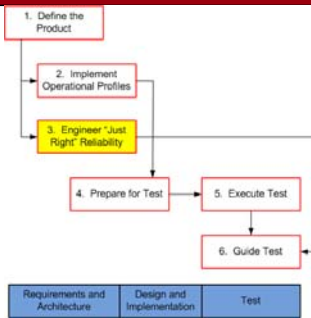 1. Define the
Product
2. Implement
Operational Profiles
3. Engineer "Just
Right" Reliability
4. Prepare for Test
5. Execute Test
6. Guide Test
Requirements and
Architecture
Design and
Implementation
Test